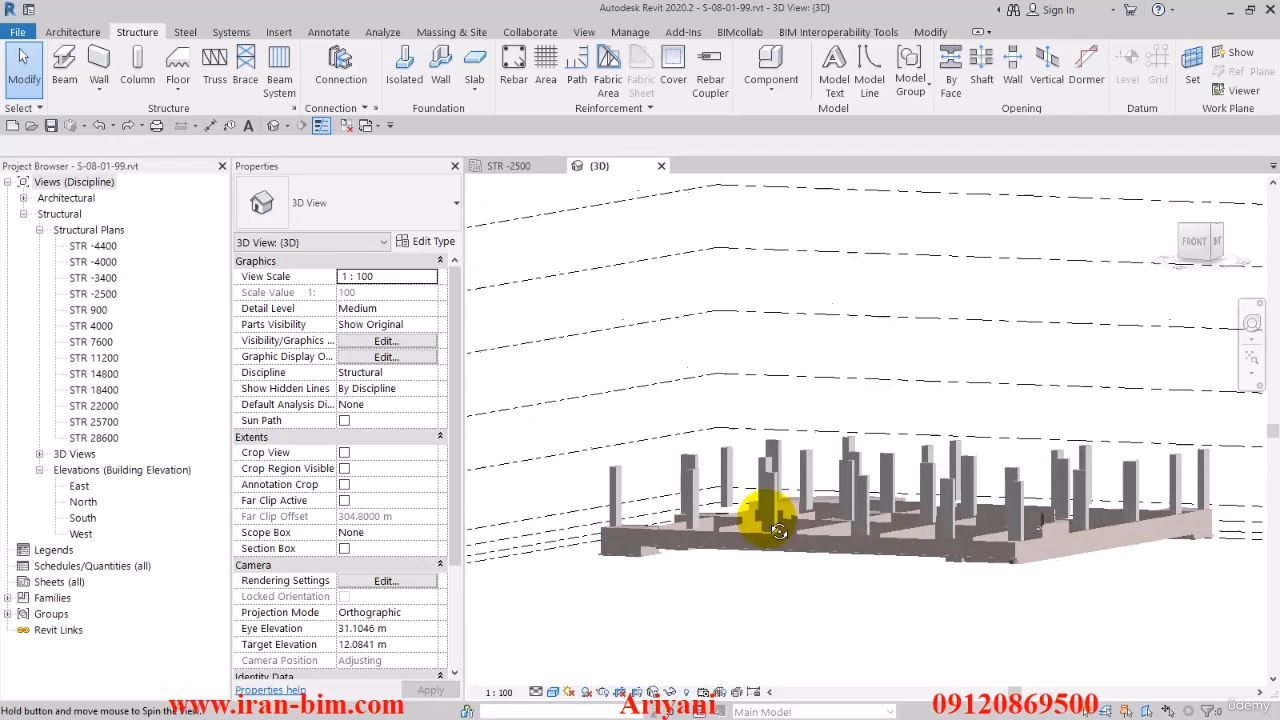 Autodesk Revit 2020.2 - S-08-01-99.rvt - 3D View: {3D}
Sign In
File Architecture Structure Steel Systems Insert Annotate Analyze Massing & Site Collaborate View Manage Add-Ins BIMcollab BIM Interoperability Tools Modify
Modify Beam Wall Column Floor Truss Brace Beam System Connection Isolated Wall Slab Rebar Area Path Fabric Area Fabric Sheet Cover Rebar Coupler Component Model Text Model Line Model Group By Face Shaft Wall Vertical Dormer Level Grid Set Show Ref Plane Viewer
Select Structure Connection Foundation Reinforcement Model Opening Datum Work Plane
Project Browser - S-08-01-99.rvt
Views (Discipline)
Architectural
Structural
Structural Plans
STR -4400
STR -4000
STR -3400
STR -2500
STR 900
STR 4000
STR 7600
STR 11200
STR 14800
STR 18400
STR 22000
STR 25700
STR 28600
3D Views
Elevations (Building Elevation)
East
North
South
West
Legends
Schedules/Quantities (all)
Sheets (all)
Families
Groups
Revit Links
Properties
3D View
3D View: {3D} Edit Type
Graphics
View Scale 1 : 100
Scale Value 1: 100
Detail Level Medium
Parts Visibility Show Original
Visibility/Graphics ... Edit...
Graphic Display O... Edit...
Discipline Structural
Show Hidden Lines By Discipline
Default Analysis Di... None
Sun Path
Extents
Crop View
Crop Region Visible
Annotation Crop
Far Clip Active
Far Clip Offset 304.8000 m
Scope Box None
Section Box
Camera
Rendering Settings Edit...
Locked Orientation
Projection Mode Orthographic
Eye Elevation 31.1046 m
Target Elevation 12.0841 m
Camera Position Adjusting
Identity Data
Properties help Apply
STR -2500 {3D}
FRONT
1 : 100
www.iran-bim.com Ariyani 09120869500
Hold button and move mouse to Spin the View.
Main Model
:0
ûdemy